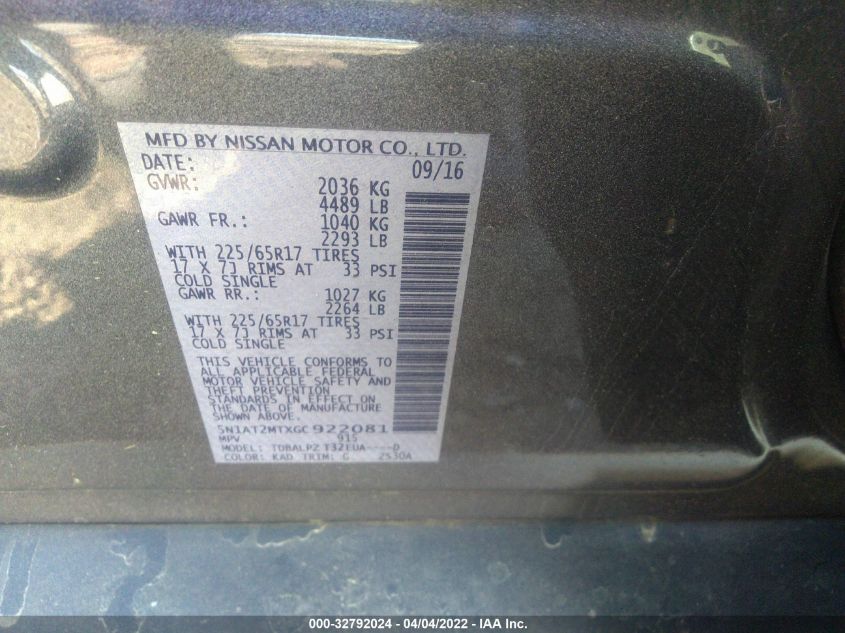 MFD BY NISSAN MOTOR CO., LTD.
DATE: 09/16
GVWR: 2036 KG
4489 LB
GAWR FR.: 1040 KG
2293 LB
WITH 225/65R17 TIRES
17 X 7J RIMS AT 33 PSI
COLD SINGLE
GAWR RR.: 1027 KG
2264 LB
WITH 225/65R17 TIRES
17 X 7J RIMS AT 33 PSI
COLD SINGLE
THIS VEHICLE CONFORMS TO
ALL APPLICABLE FEDERAL
MOTOR VEHICLE SAFETY AND
THEFT PREVENTION
STANDARDS IN EFFECT ON
THE DATE OF MANUFACTURE
SHOWN ABOVE.
5N1AT2MTXGC922081
MPV 915
MODEL:
COLOR: KAD TRIM: G 2530A
000-32792024 - 04/04/2022 - IAA Inc.